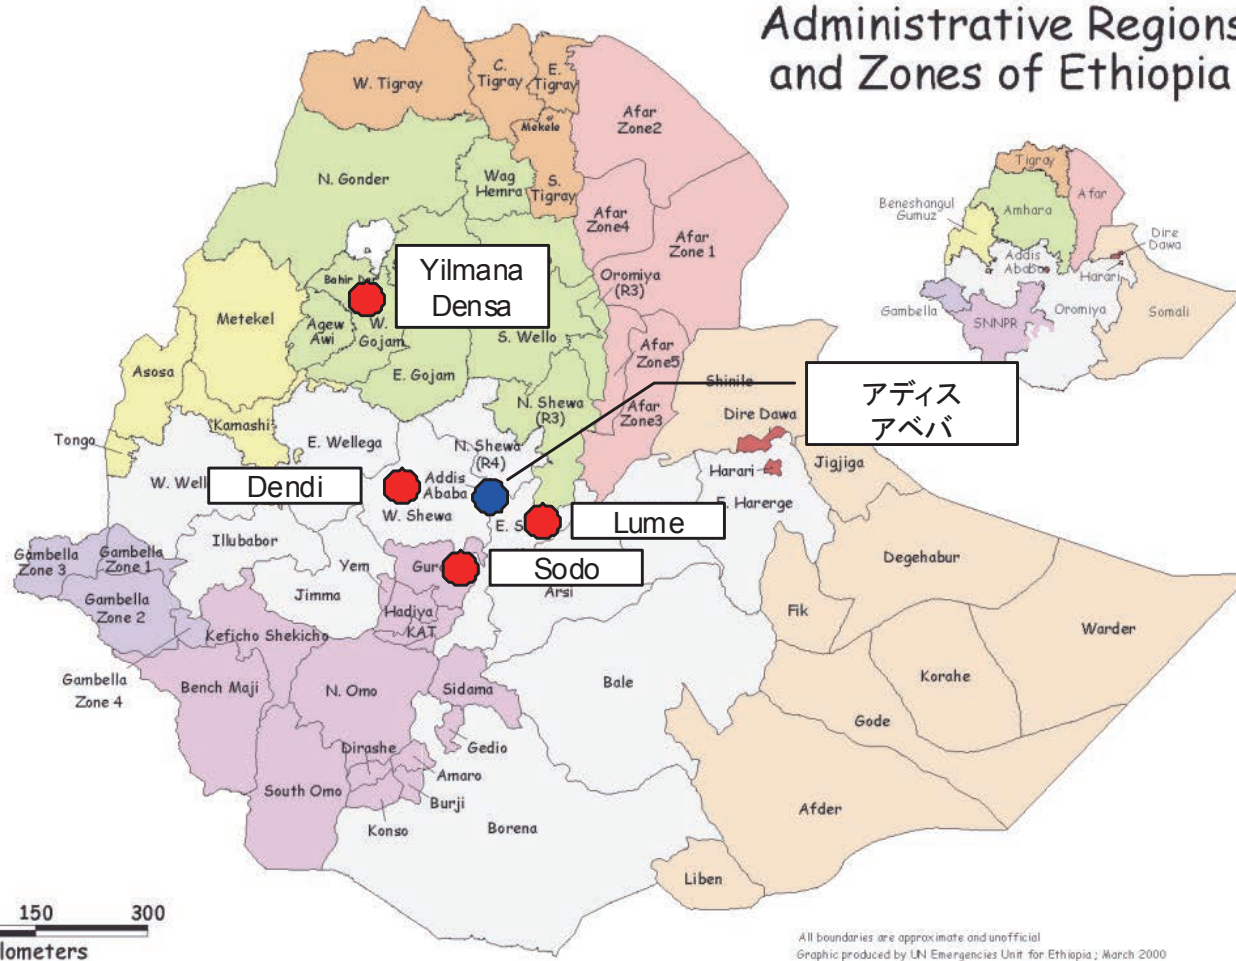 Administrative Regions
and Zones of Ethiopia
W. Tigray
C.
Tigray
E.
Tigray
Mekele
S.
Tigray
Afar
Zone2
N. Gonder
Wag
Hemra
Afar
Zone4
Afar
Zone 1
Oromiya
(R3)
Yilmana
Densa
Bahir Dar
Metekel
Agew
Awi
W.
Gojam
S. Wello
Afar
Zone5
E. Gojam
Asosa
Kamashi
N. Shewa
(R3)
Afar
Zone3
Shinile
Dire Dawa
アディス
アベバ
Tongo
E. Wellega
N. Shewa
(R4)
Harari
Jigjiga
Dendi
Addis
Ababa
W. Shewa
Lume
E. Harerge
Illubabor
Yem
Sodo
Arsi
Degehabur
Gambella
Zone 3
Gambella
Zone 1
Gambella
Zone 2
Jimma
Hadiya
KAT
Fik
Warder
Keficho Shekicho
Gambella
Zone 4
Bench Maji
N. Omo
Sidama
Bale
Korahe
Gode
Gedio
Dirashe
Amaro
Burji
South Omo
Konso
Borena
Afder
Liben
150
300
lometers
Tigray
Beneshangul
Gumuz
Amhara
Afar
Dire
Dawa
Addis
Ababa
Harari
Gambella
SNNPR
Oromiya
Somali
All boundaries are approximate and unofficial
Graphic produced by UN Emergencies Unit for Ethiopia ; March 2000